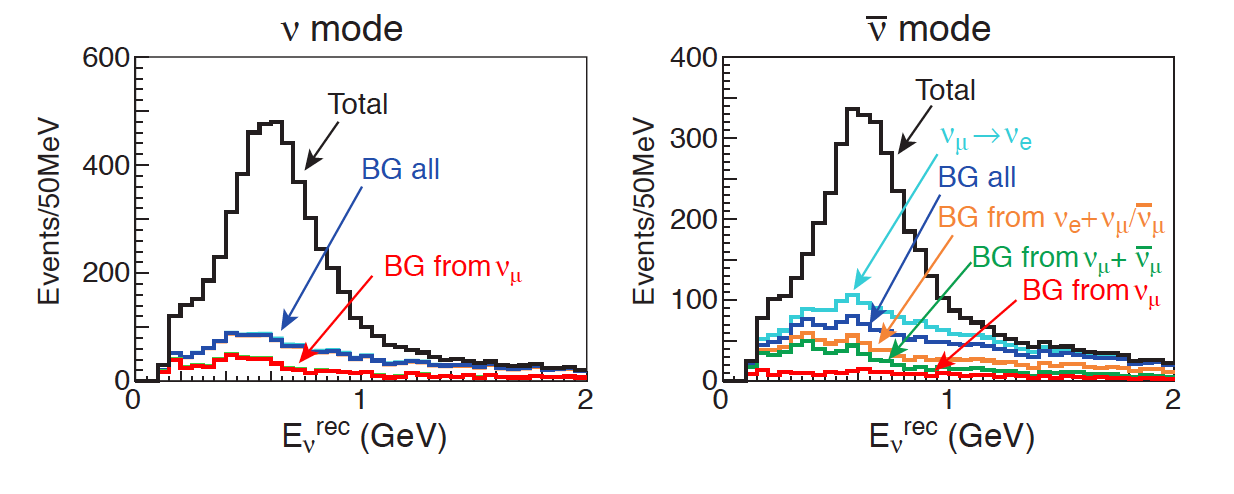 ν mode
600
400
200
0
Events/50MeV
Total
BG all
BG from νμ
0 1 2
Eνrec (GeV)
ν̅ mode
400
300
200
100
0
Events/50MeV
Total
νμ→νe
BG all
BG from νe+νμ/ν̅μ
BG from νμ+ ν̅μ
BG from νμ
0 1 2
Eνrec (GeV)